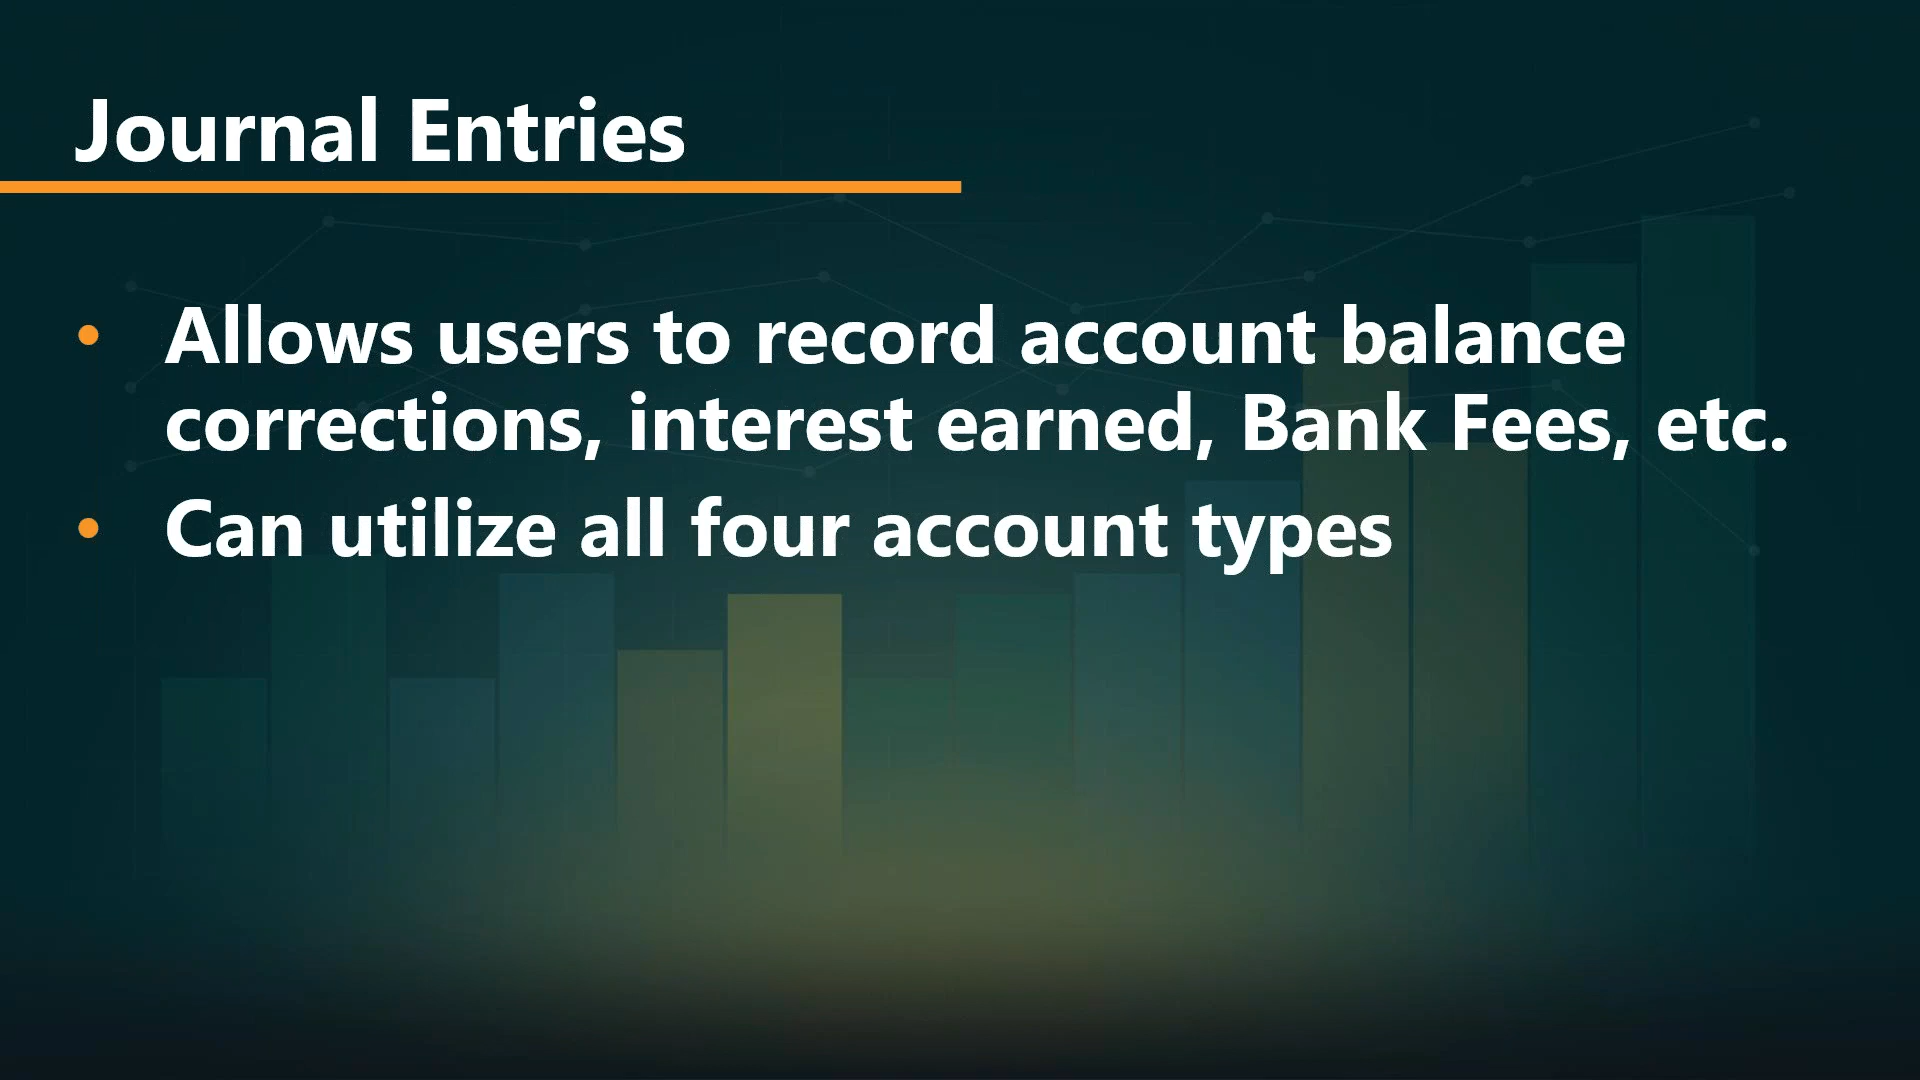 Journal Entries
• Allows users to record account balance
corrections, interest earned, Bank Fees, etc.
• Can utilize all four account types